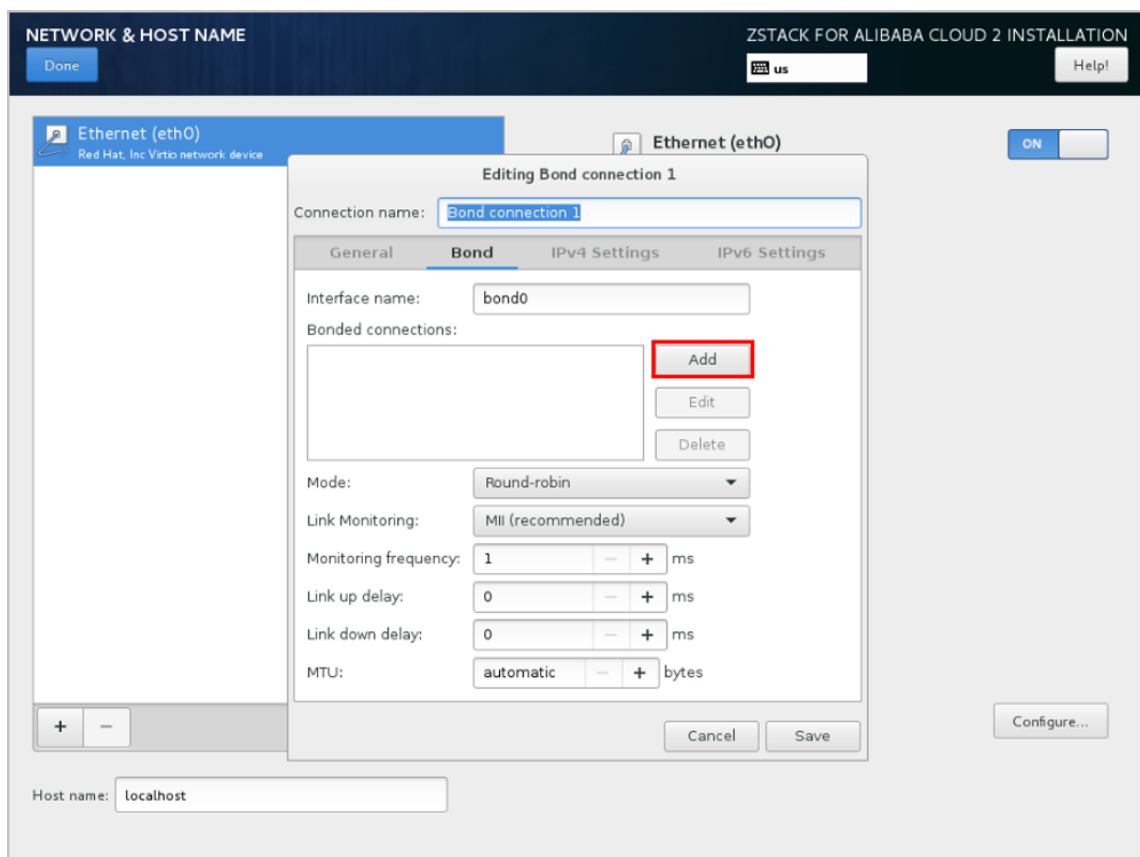 NETWORK & HOST NAME
ZSTACK FOR ALIBABA CLOUD 2 INSTALLATION
Done
us
Help!
Ethernet (eth0)
Red Hat, Inc Virtio network device
Ethernet (eth0)
ON
Editing Bond connection 1
Connection name: Bond connection 1
General Bond IPv4 Settings IPv6 Settings
Interface name: bond0
Bonded connections:
Add
Edit
Delete
Mode: Round-robin
Link Monitoring: MII (recommended)
Monitoring frequency: 1 − + ms
Link up delay: 0 − + ms
Link down delay: 0 − + ms
MTU: automatic − + bytes
+ −
Configure...
Cancel Save
Host name: localhost